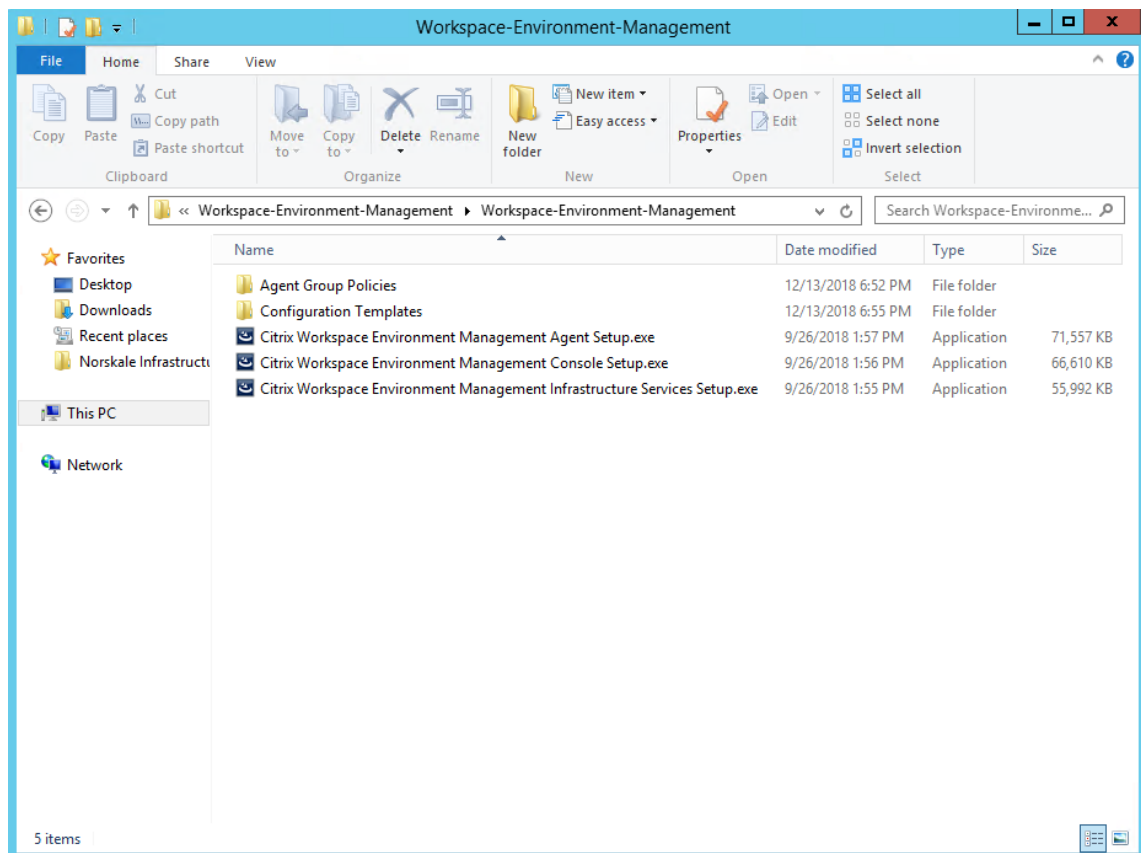 Workspace-Environment-Management
File Home Share View
Copy
Paste
Cut
Copy path
Paste shortcut
Clipboard
Move to
Copy to
Delete
Rename
Organize
New folder
New item
Easy access
New
Properties
Open
Edit
Open
Select all
Select none
Invert selection
Select
« Workspace-Environment-Management Workspace-Environment-Management
Search Workspace-Environme...
Favorites
Desktop
Downloads
Recent places
Norskale Infrastructu
This PC
Network
Name Date modified Type Size
Agent Group Policies 12/13/2018 6:52 PM File folder
Configuration Templates 12/13/2018 6:55 PM File folder
Citrix Workspace Environment Management Agent Setup.exe 9/26/2018 1:57 PM Application 71,557 KB
Citrix Workspace Environment Management Console Setup.exe 9/26/2018 1:56 PM Application 66,610 KB
Citrix Workspace Environment Management Infrastructure Services Setup.exe 9/26/2018 1:55 PM Application 55,992 KB
5 items